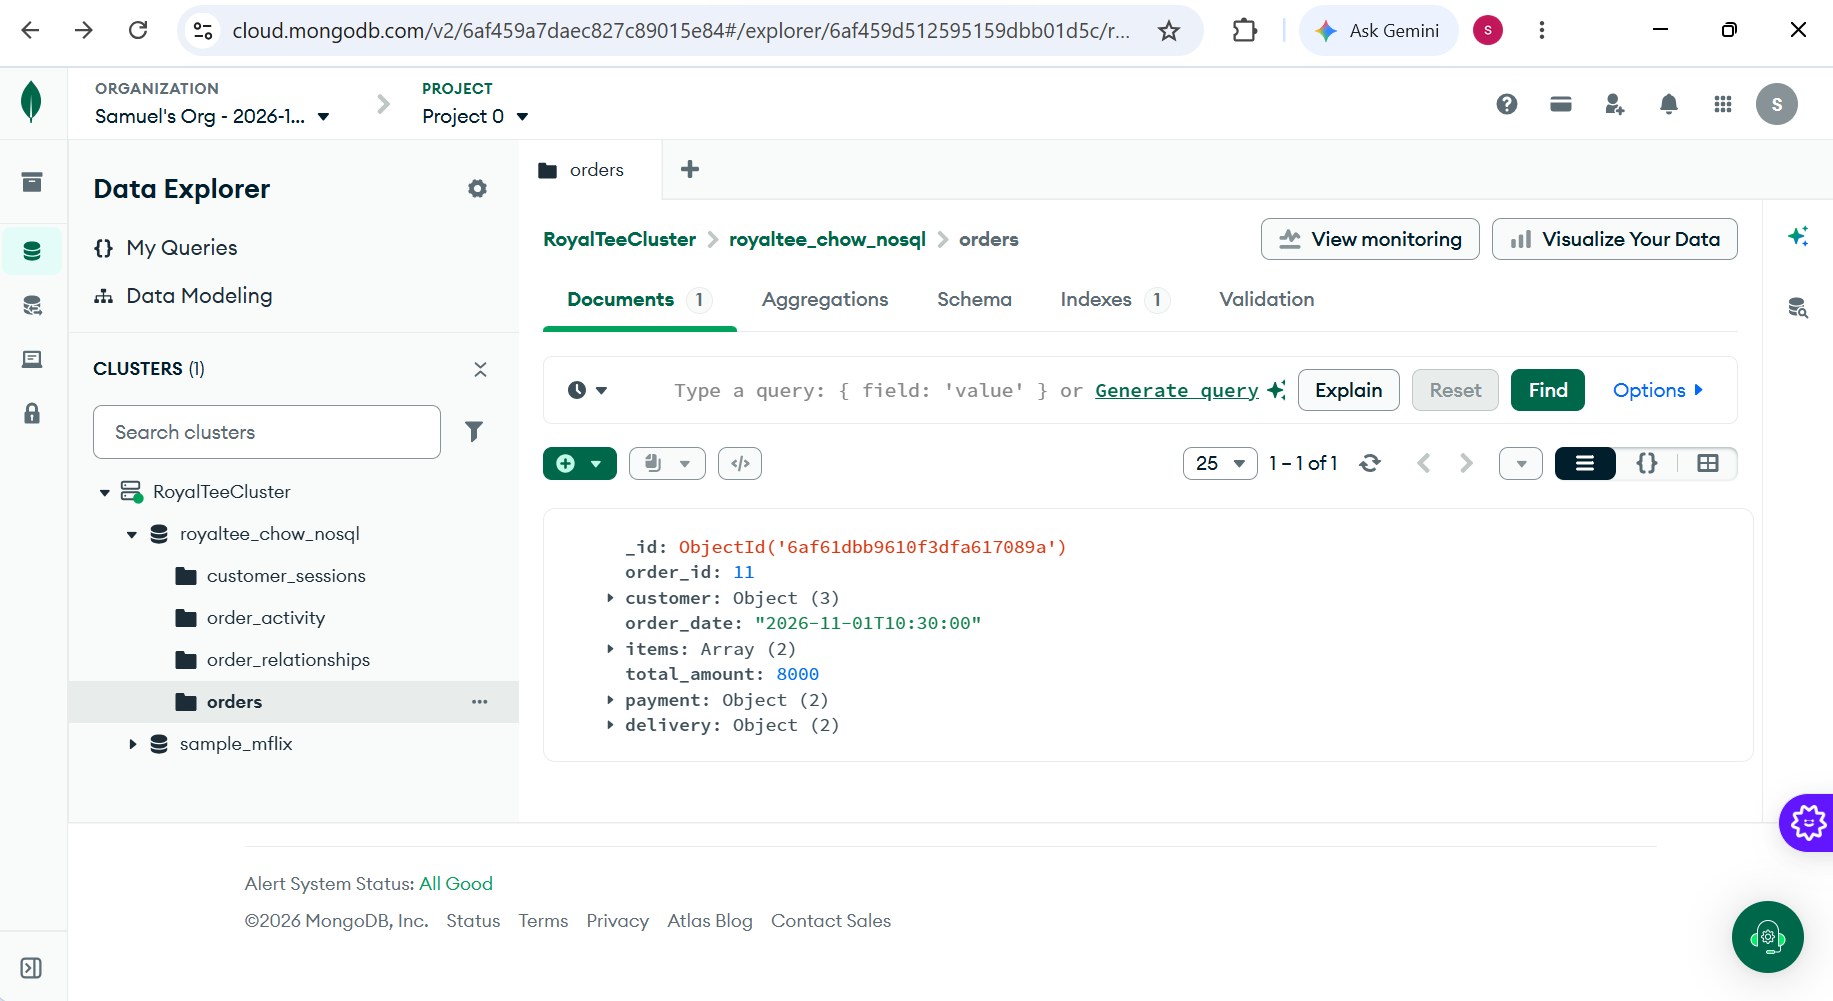 cloud.mongodb.com/v2/6af459a7daec827c89015e84#/explorer/6af459d512595159dbb01d5c/r...
Ask Gemini
S
ORGANIZATION
Samuel's Org - 2026-1...
PROJECT
Project 0
S
Data Explorer
My Queries
Data Modeling
CLUSTERS (1)
Search clusters
RoyalTeeCluster
royaltee_chow_nosql
customer_sessions
order_activity
order_relationships
orders
sample_mflix
orders
RoyalTeeCluster > royaltee_chow_nosql > orders
View monitoring
Visualize Your Data
Documents 1
Aggregations
Schema
Indexes 1
Validation
Type a query: { field: 'value' } or Generate query
Explain
Reset
Find
Options
25
1 – 1 of 1
_id: ObjectId('6af61dbb9610f3dfa617089a')
order_id: 11
customer: Object (3)
order_date: "2026-11-01T10:30:00"
items: Array (2)
total_amount: 8000
payment: Object (2)
delivery: Object (2)
Alert System Status: All Good
©2026 MongoDB, Inc. Status Terms Privacy Atlas Blog Contact Sales